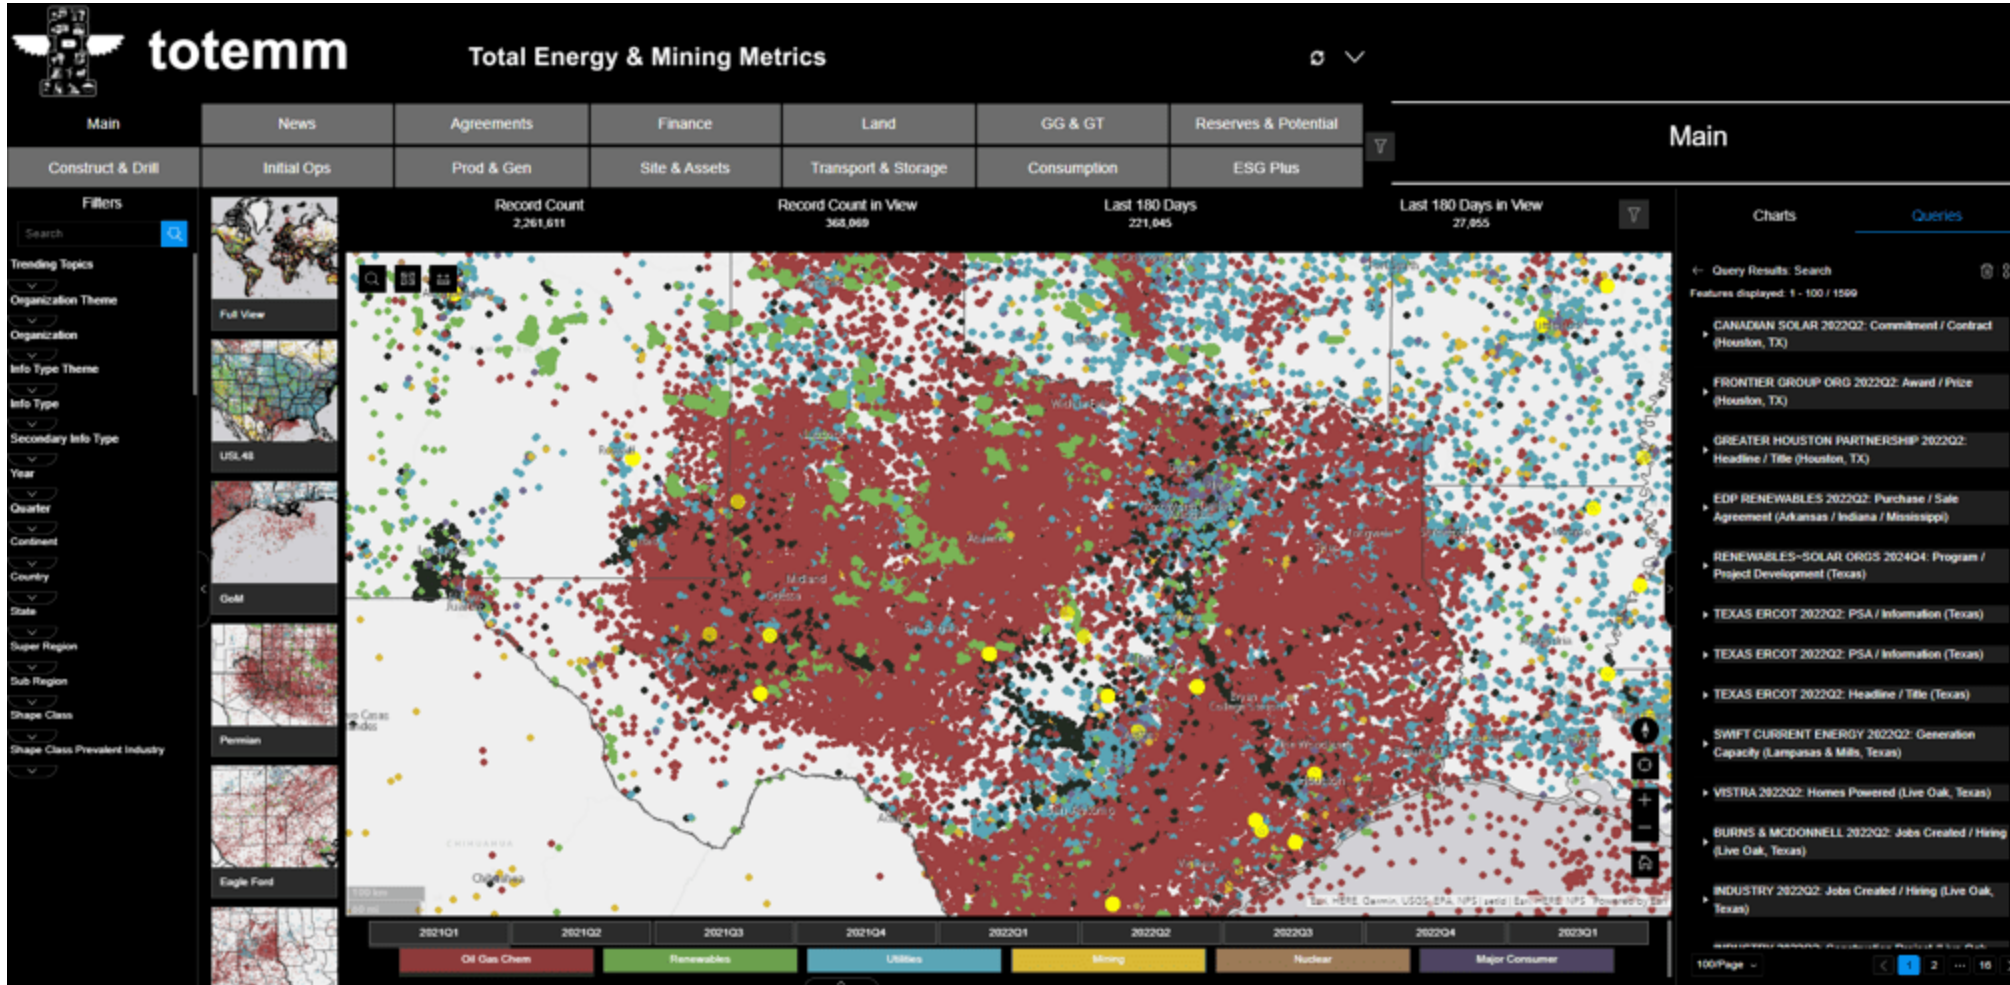 totemm
Total Energy & Mining Metrics
Main
News
Agreements
Finance
Land
GG & GT
Reserves & Potential
Construct & Drill
Initial Ops
Prod & Gen
Site & Assets
Transport & Storage
Consumption
ESG Plus
Main
Filters
Search
Trending Topics
Organization Theme
Organization
Info Type Theme
Info Type
Secondary Info Type
Year
Quarter
Continent
Country
State
Super Region
Sub Region
Shape Class
Shape Class Prevalent Industry
Full View
USL48
GoM
Permian
Eagle Ford
Record Count
2,261,611
Record Count in View
368,069
Last 180 Days
221,045
Last 180 Days in View
27,055
Midland
Odessa
Juárez
CHIHUAHUA
Chihuahua
Bryan
College Station
100 km
60 mi
2021Q1
2021Q2
2021Q3
2021Q4
2022Q1
2022Q2
2022Q3
2022Q4
2023Q1
Oil Gas Chem
Renewables
Utilities
Mining
Nuclear
Major Consumer
Charts
Queries
Query Results: Search
Features displayed: 1 - 100 / 1599
CANADIAN SOLAR 2022Q2: Commitment / Contract
(Houston, TX)
FRONTIER GROUP ORG 2022Q2: Award / Prize
(Houston, TX)
GREATER HOUSTON PARTNERSHIP 2022Q2:
Headline / Title (Houston, TX)
EDP RENEWABLES 2022Q2: Purchase / Sale
Agreement (Arkansas / Indiana / Mississippi)
RENEWABLES~SOLAR ORGS 2024Q4: Program /
Project Development (Texas)
TEXAS ERCOT 2022Q2: PSA / Information (Texas)
TEXAS ERCOT 2022Q2: PSA / Information (Texas)
TEXAS ERCOT 2022Q2: Headline / Title (Texas)
SWIFT CURRENT ENERGY 2022Q2: Generation
Capacity (Lampasas & Mills, Texas)
VISTRA 2022Q2: Homes Powered (Live Oak, Texas)
BURNS & MCDONNELL 2022Q2: Jobs Created / Hiring
(Live Oak, Texas)
INDUSTRY 2022Q2: Jobs Created / Hiring (Live Oak,
Texas)
100/Page
1
2
···
16